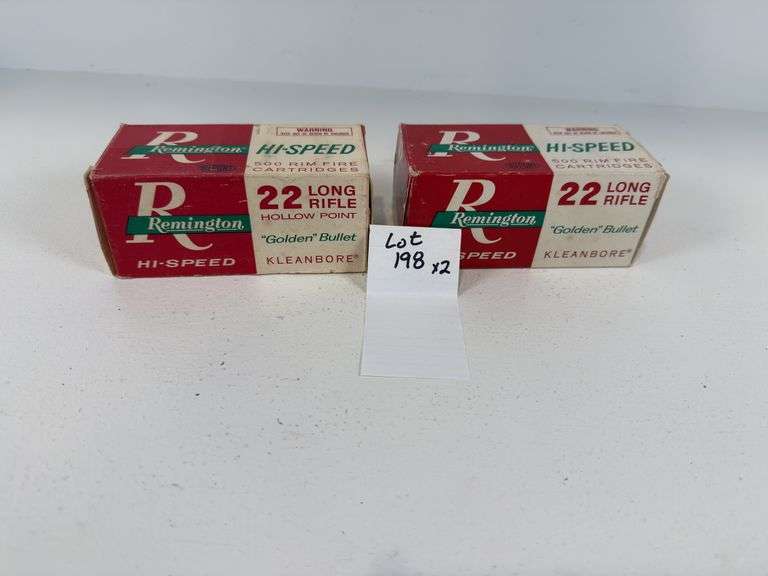 WARNING
R
Remington
HI-SPEED
500 RIM FIRE
CARTRIDGES
R
Remington
HI-SPEED
22 LONG
RIFLE
HOLLOW POINT
"Golden" Bullet
KLEANBORE®
WARNING
R
Remington
HI-SPEED
500 RIM FIRE
CARTRIDGES
R
Remington
SPEED
22 LONG
RIFLE
"Golden" Bullet
KLEANBORE®
Lot
198 x2